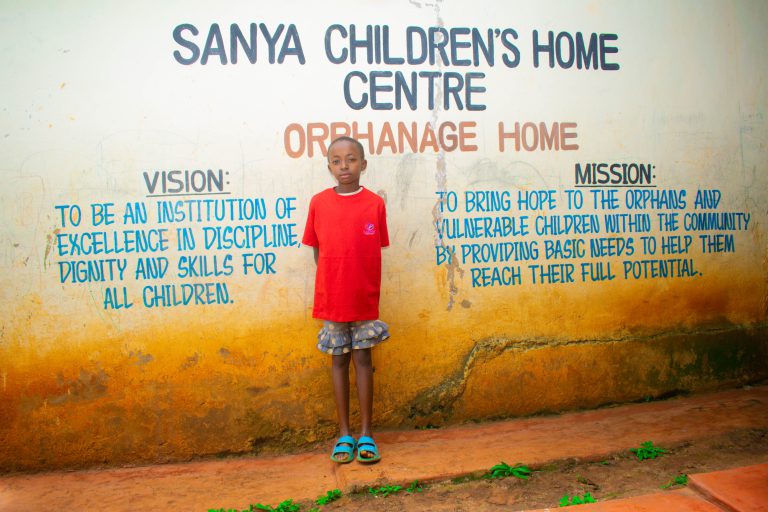 SANYA CHILDREN'S HOME
CENTRE
ORPHANAGE HOME
VISION:
TO BE AN INSTITUTION OF
EXCELLENCE IN DISCIPLINE,
DIGNITY AND SKILLS FOR
ALL CHILDREN.
MISSION:
TO BRING HOPE TO THE ORPHANS AND
VULNERABLE CHILDREN WITHIN THE COMMUNITY
BY PROVIDING BASIC NEEDS TO HELP THEM
REACH THEIR FULL POTENTIAL.